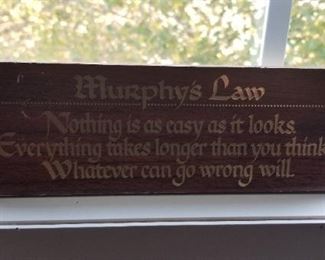 Murphy's Law
Nothing is as easy as it looks.
Everything takes longer than you think.
Whatever can go wrong will.